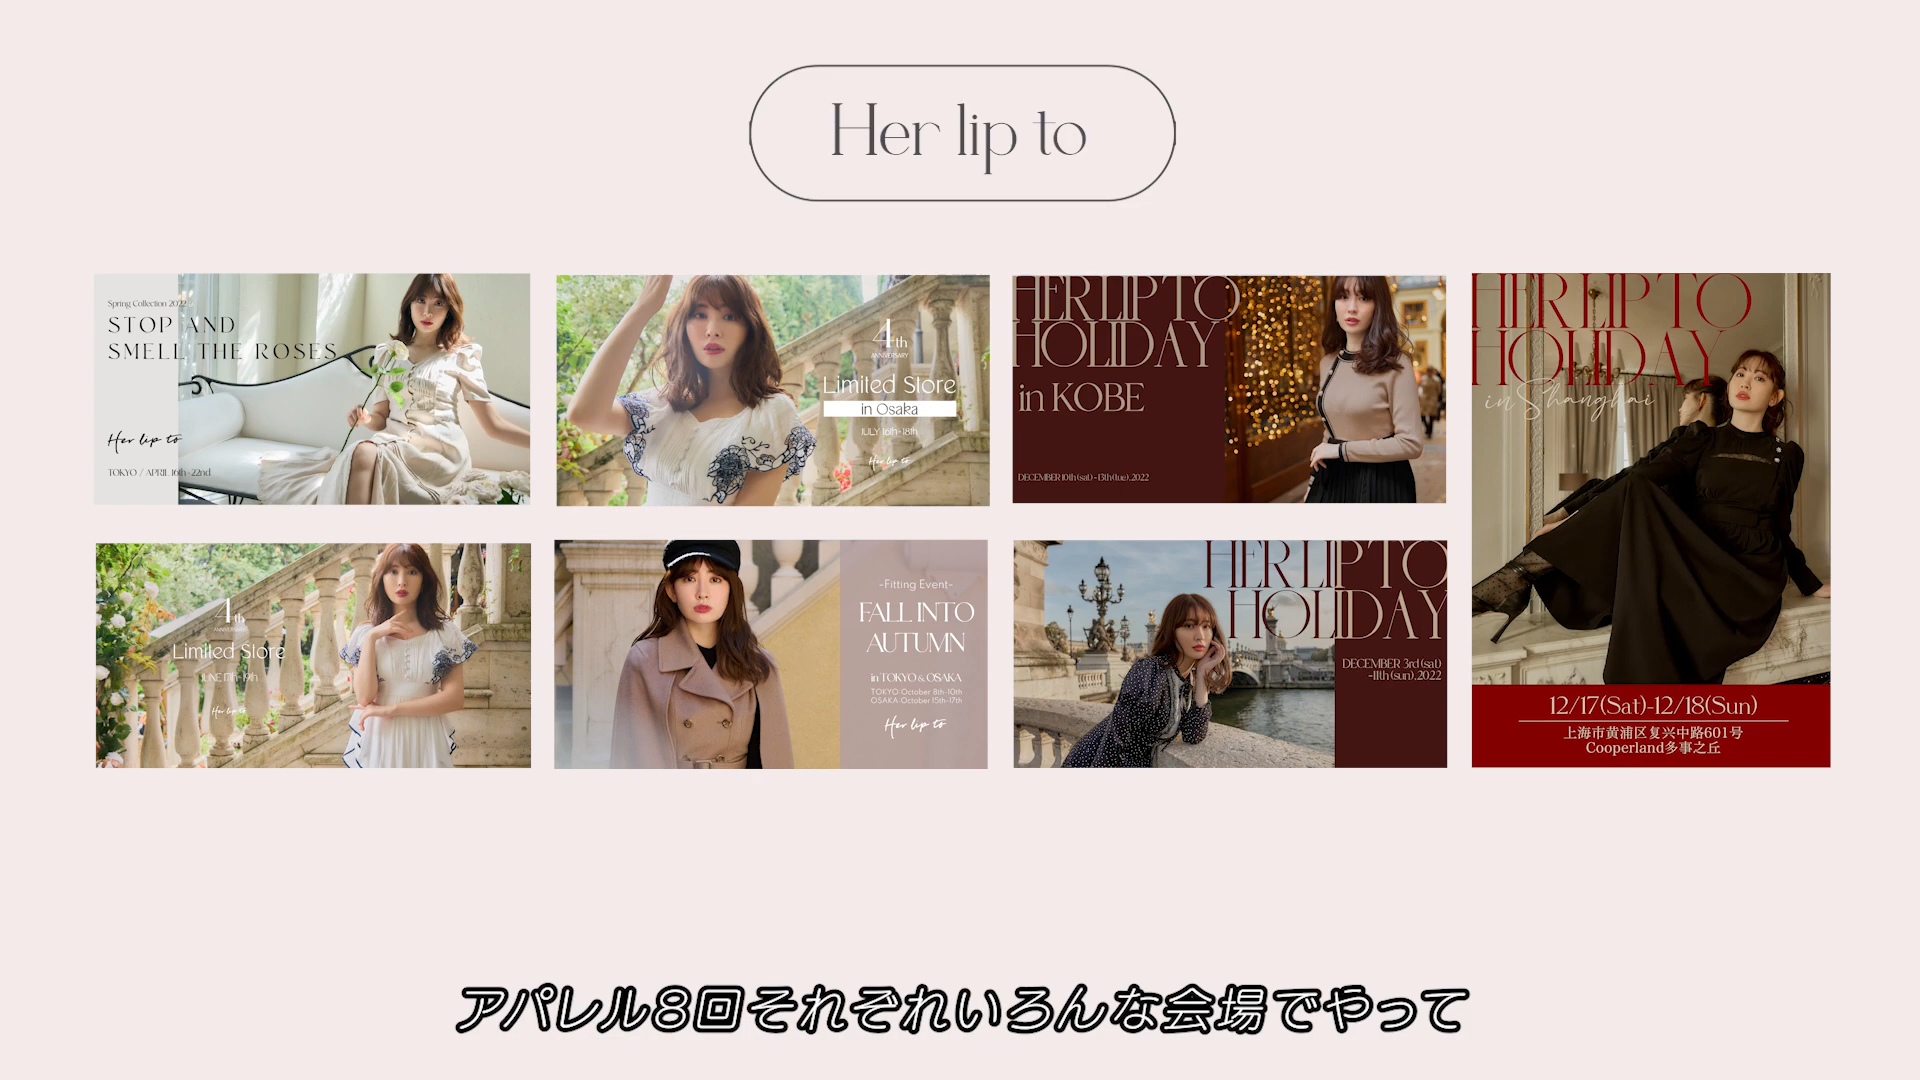 Her lip to
Spring Collection 2022
STOP AND
SMELL THE ROSES
Her lip to
TOKYO / APRIL 16th-22nd
4th
ANNIVERSARY
Limited Store
in Osaka
JULY 16th-18th
Her lip to
HER LIP TO
HOLIDAY
in KOBE
DECEMBER 10th (sat) -13th (tue).2022
HER LIP TO
HOLIDAY
in Shanghai
12/17(Sat)-12/18(Sun)
上海市黄浦区复兴中路601号
Cooperland多事之丘
4th
ANNIVERSARY
Limited Store
JUNE 17th-19th
Her lip to
-Fitting Event-
FALL INTO
AUTUMN
in TOKYO & OSAKA
TOKYO:October 8th-10th
OSAKA:October 15th-17th
Her lip to
HER LIP TO
HOLIDAY
DECEMBER 3rd (sat)
-11th (sun).2022
アパレル8回それぞれいろんな会場でやって